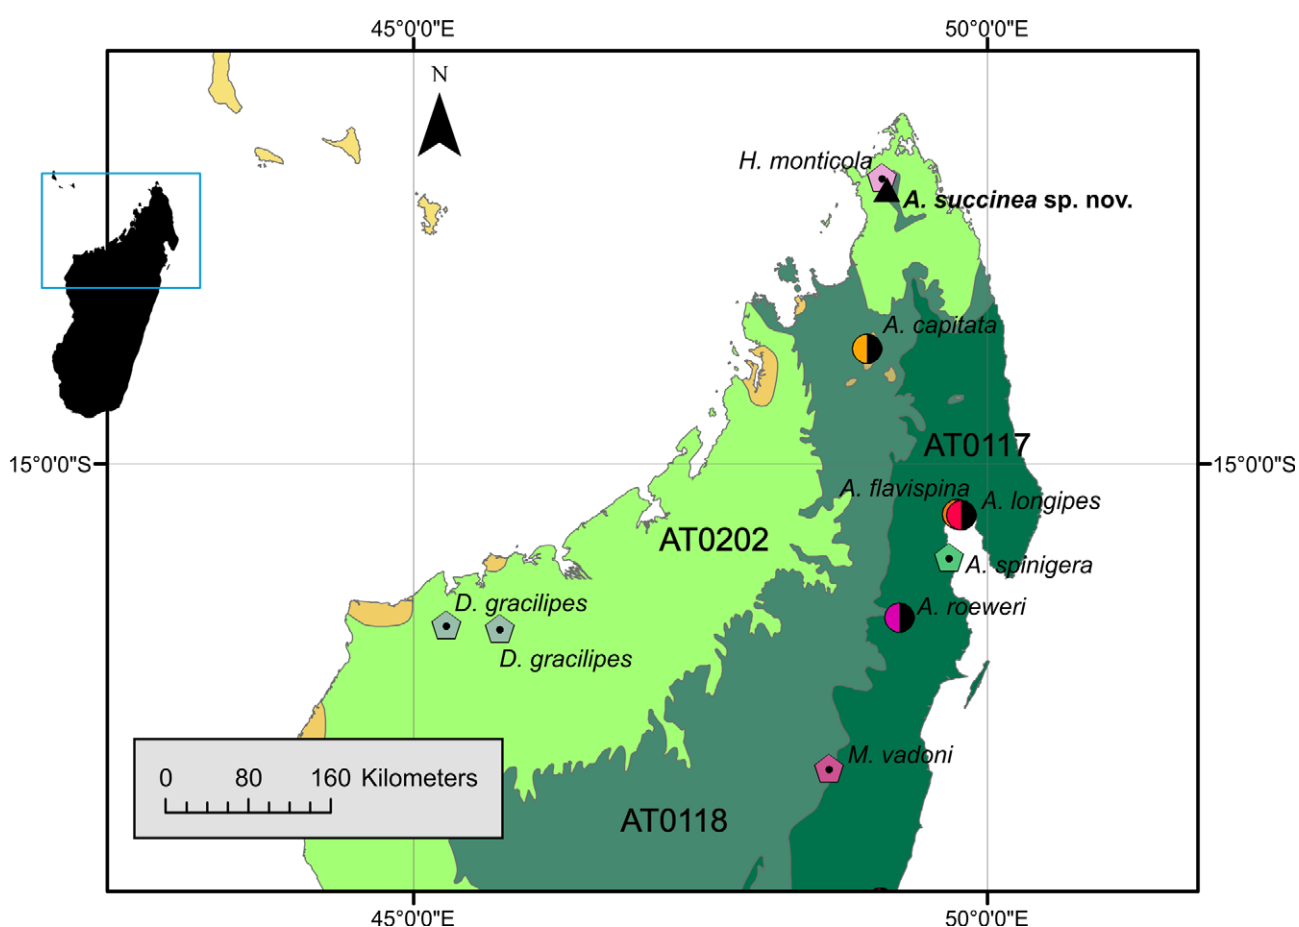 45°0'0"E
50°0'0"E
N
H. monticola
A. succinea sp. nov.
A. capitata
AT0117
15°0'0"S
15°0'0"S
A. flavispina
A. longipes
AT0202
A. spinigera
D. gracilipes
A. roeweri
D. gracilipes
M. vadoni
0 80 160 Kilometers
AT0118
45°0'0"E
50°0'0"E